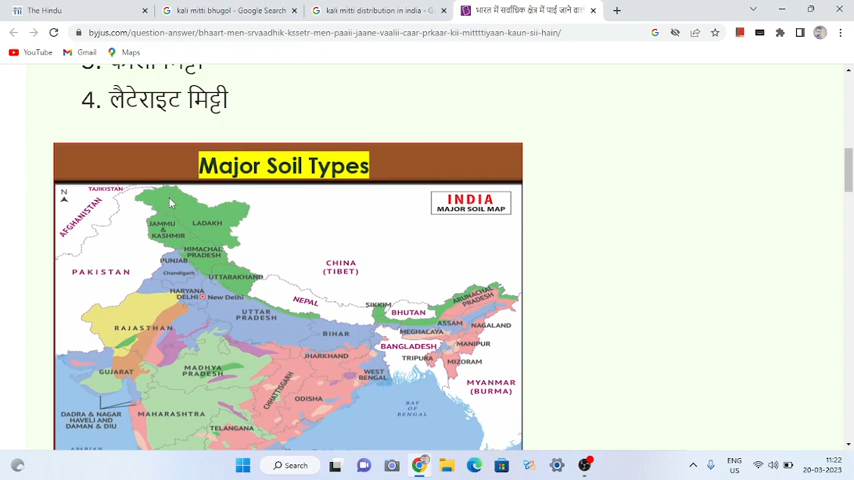 The Hindu
kali mitti bhugol - Google Search
kali mitti distribution in india - G
भारत में सर्वाधिक क्षेत्र में पाई जाने वा
byjus.com/question-answer/bhaart-men-srvaadhik-kssetr-men-paaii-jaane-vaalii-caar-prkaar-kii-mittttiyaan-kaun-sii-hain/
YouTube
Gmail
Maps
4. लैटेराइट मिट्टी
Major Soil Types
N
TAJIKISTAN
AFGHANISTAN
INDIA
MAJOR SOIL MAP
JAMMU
&
KASHMIR
LADAKH
HIMACHAL
PRADESH
PUNJAB
Chandigarh
PAKISTAN
CHINA
(TIBET)
UTTARAKHAND
HARYANA
DELHI
New Delhi
NEPAL
SIKKIM
BHUTAN
ARUNACHAL
PRADESH
RAJASTHAN
UTTAR
PRADESH
BIHAR
ASSAM
NAGALAND
MEGHALAYA
BANGLADESH
MANIPUR
TRIPURA
MIZORAM
GUJARAT
MADHYA
PRADESH
JHARKHAND
WEST
BENGAL
MYANMAR
(BURMA)
CHHATTISGARH
ODISHA
DADRA & NAGAR
HAVELI AND
DAMAN & DIU
MAHARASHTRA
BAY
OF
BENGAL
TELANGANA
ARABIAN
Search
ENG
US
11:22
20-03-2023